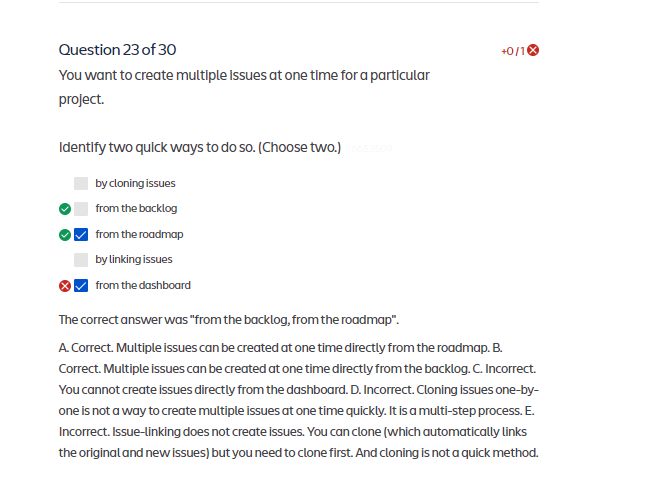 Question 23 of 30
+0/1
You want to create multiple issues at one time for a particular
project.
Identify two quick ways to do so. (Choose two.)
by cloning issues
from the backlog
from the roadmap
by linking issues
from the dashboard
The correct answer was "from the backlog, from the roadmap".
A. Correct. Multiple issues can be created at one time directly from the roadmap. B.
Correct. Multiple issues can be created at one time directly from the backlog. C. Incorrect.
You cannot create issues directly from the dashboard. D. Incorrect. Cloning issues one-by-
one is not a way to create multiple issues at one time quickly. It is a multi-step process. E.
Incorrect. Issue-linking does not create issues. You can clone (which automatically links
the original and new issues) but you need to clone first. And cloning is not a quick method.